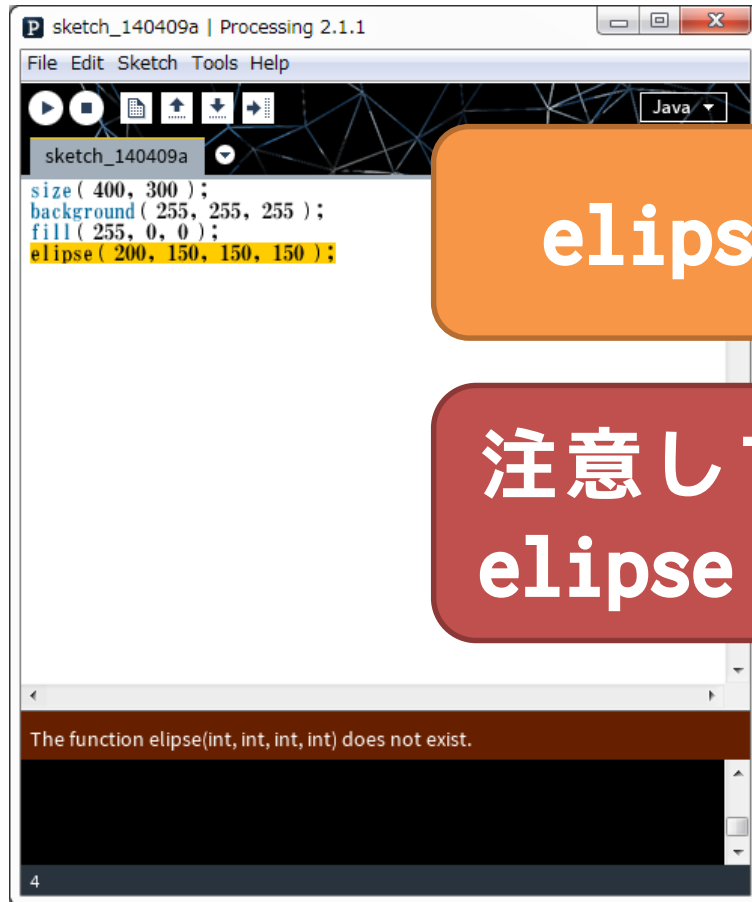 sketch_140409a | Processing 2.1.1
File Edit Sketch Tools Help
Java
sketch_140409a
size( 400, 300 );
background( 255, 255, 255 );
fill( 255, 0, 0 );
elipse( 200, 150, 150, 150 );
elips
注意し
elipse
The function elipse(int, int, int, int) does not exist.
4